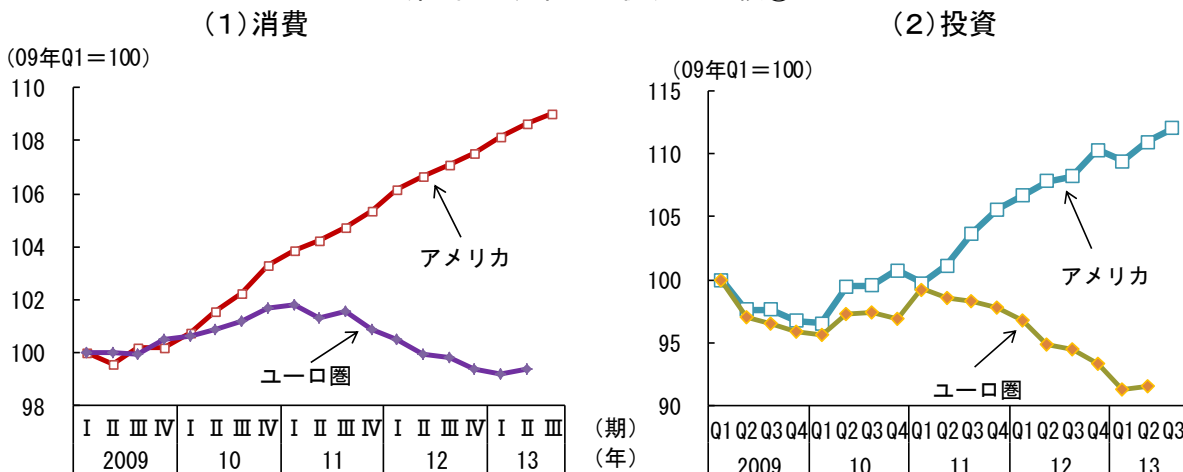 (1)消費
(09年Q1=100)
110
108
106
104
102
100
98
アメリカ
ユーロ圏
Ⅰ Ⅱ Ⅲ Ⅳ Ⅰ Ⅱ Ⅲ Ⅳ Ⅰ Ⅱ Ⅲ Ⅳ Ⅰ Ⅱ Ⅲ Ⅳ Ⅰ Ⅱ Ⅲ (期)
2009 10 11 12 13 (年)
(2)投資
(09年Q1=100)
115
110
105
100
95
90
アメリカ
ユーロ圏
Q1 Q2 Q3 Q4 Q1 Q2 Q3 Q4 Q1 Q2 Q3 Q4 Q1 Q2 Q3 Q4 Q1 Q2 Q3
2009 10 11 12 13